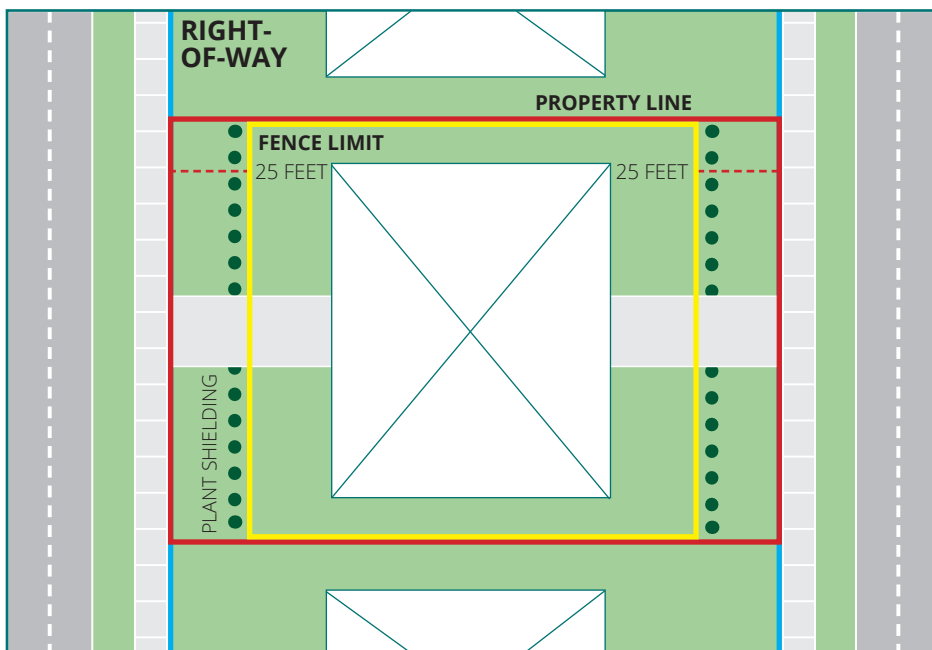 RIGHT-
OF-WAY
PROPERTY LINE
FENCE LIMIT
25 FEET
25 FEET
PLANT SHIELDING